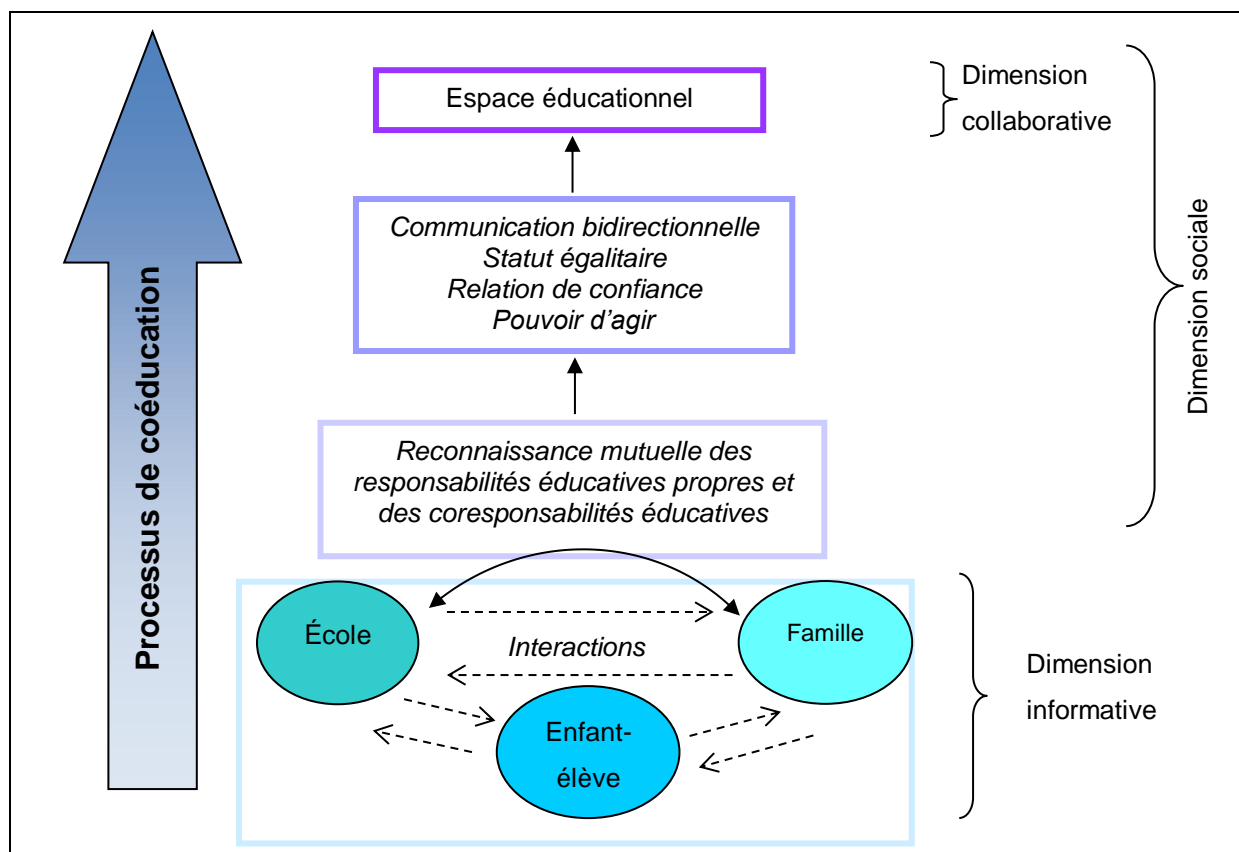 Processus de coéducation
Espace éducationnel
Dimension
collaborative
Communication bidirectionnelle
Statut égalitaire
Relation de confiance
Pouvoir d'agir
Dimension sociale
Reconnaissance mutuelle des
responsabilités éducatives propres et
des coresponsabilités éducatives
École
Interactions
Famille
Enfant-
élève
Dimension
informative